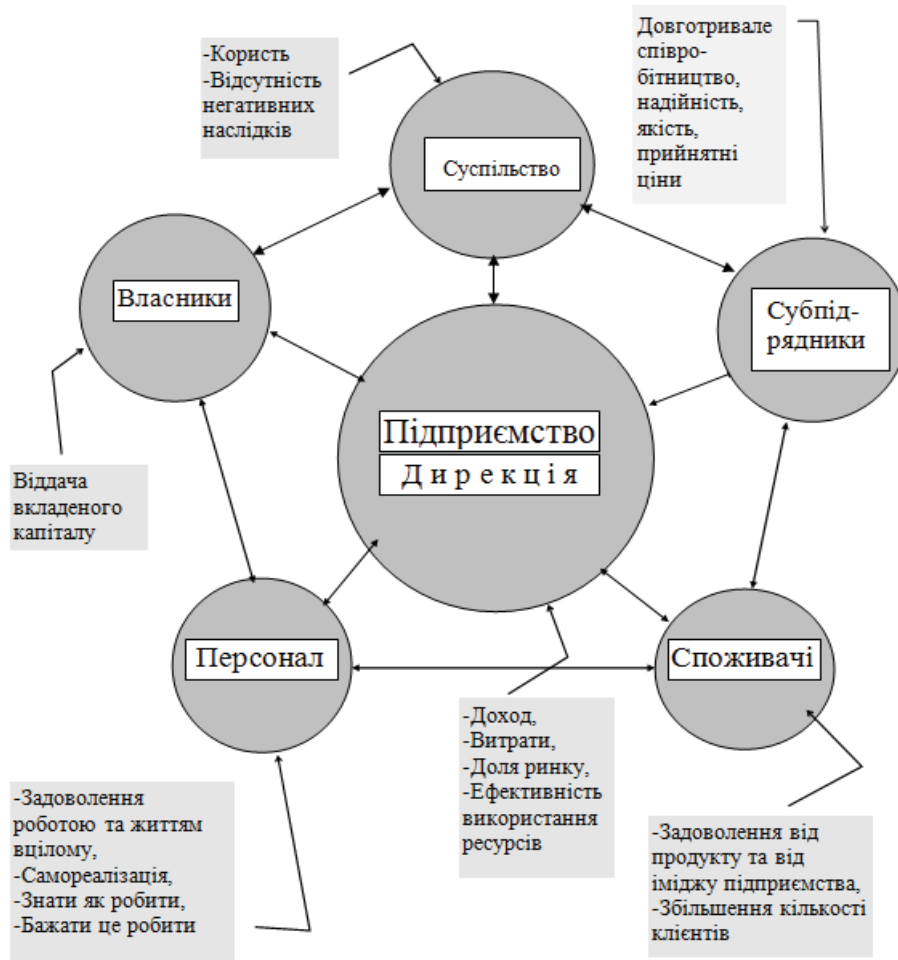 -Користь
-Відсутність
негативних
наслідків
Довготривале
співро-
бітництво,
надійність,
якість,
прийнятні
ціни
Суспільство
Власники
Субпід-
рядники
Підприємство
Д и р е к ц і я
Віддача
вкладеного
капіталу
Персонал
Споживачі
-Доход,
-Витрати,
-Доля ринку,
-Ефективність
використання
ресурсів
-Задоволення
роботою та життям
вцілому,
-Самореалізація,
-Знати як робити,
-Бажати це робити
-Задоволення від
продукту та від
іміджу підприємства,
-Збільшення кількості
клієнтів